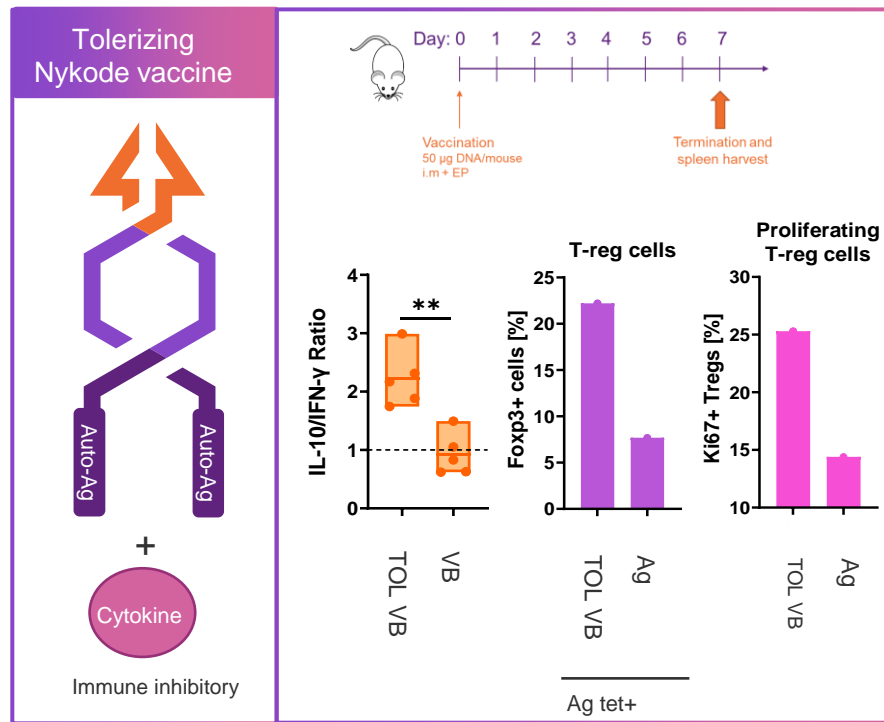 Tolerizing
Nykode vaccine
Auto-Ag
Auto-Ag
+
Cytokine
Immune inhibitory
Day: 0 1 2 3 4 5 6 7
Vaccination
50 µg DNA/mouse
i.m + EP
Termination and
spleen harvest
IL-10/IFN-γ Ratio
4
3
2
1
0
**
TOL VB
VB
T-reg cells
Foxp3+ cells [%]
25
20
15
10
5
0
TOL VB
Ag
Ag tet+
Proliferating
T-reg cells
Ki67+ Tregs [%]
30
25
20
15
10
TOL VB
Ag